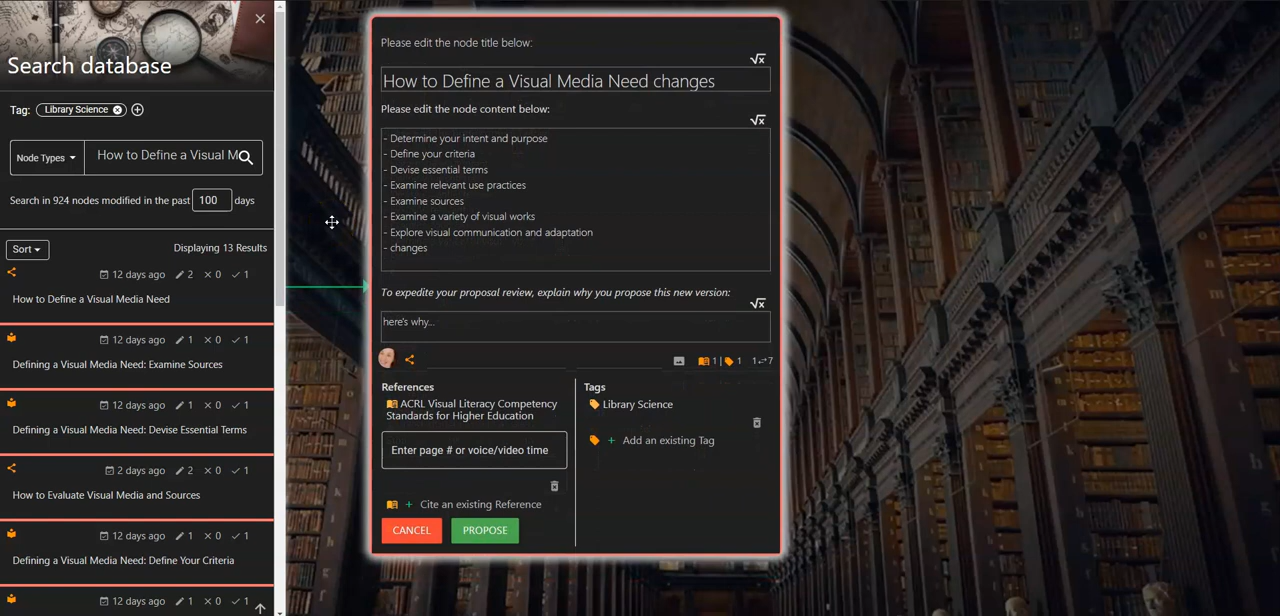 Search database
Tag: Library Science
Node Types
How to Define a Visual M
Search in 924 nodes modified in the past 100 days
Sort
Displaying 13 Results
12 days ago 2 0 1
How to Define a Visual Media Need
12 days ago 1 0 1
Defining a Visual Media Need: Examine Sources
12 days ago 1 0 1
Defining a Visual Media Need: Devise Essential Terms
2 days ago 2 0 1
How to Evaluate Visual Media and Sources
12 days ago 1 0 1
Defining a Visual Media Need: Define Your Criteria
12 days ago 1 0 1
Please edit the node title below:
√x
How to Define a Visual Media Need changes
Please edit the node content below:
√x
- Determine your intent and purpose
- Define your criteria
- Devise essential terms
- Examine relevant use practices
- Examine sources
- Examine a variety of visual works
- Explore visual communication and adaptation
- changes
To expedite your proposal review, explain why you propose this new version:
√x
here's why...
1 | 1 1⇢7
References
ACRL Visual Literacy Competency
Standards for Higher Education
Enter page # or voice/video time
+ Cite an existing Reference
CANCEL
PROPOSE
Tags
Library Science
+ Add an existing Tag